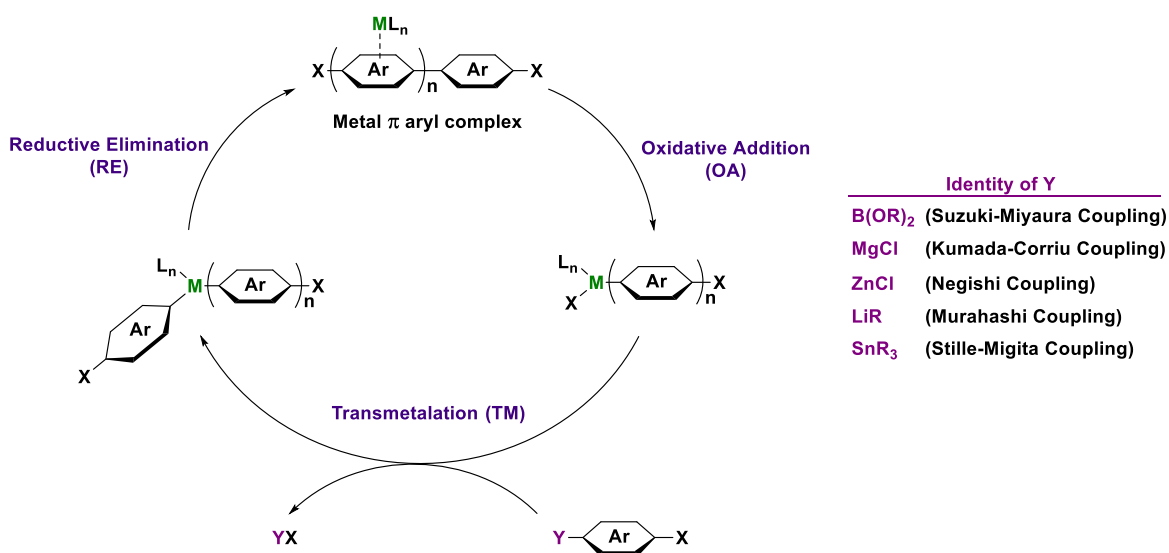 MLn
X Ar n Ar X
Metal π aryl complex
Reductive Elimination
(RE)
Oxidative Addition
(OA)
Identity of Y
B(OR)2 (Suzuki-Miyaura Coupling)
MgCl (Kumada-Corriu Coupling)
ZnCl (Negishi Coupling)
LiR (Murahashi Coupling)
SnR3 (Stille-Migita Coupling)
Ln
M Ar n X
Ar
X
Ln
M Ar n X
X
Transmetalation (TM)
YX
Y Ar X